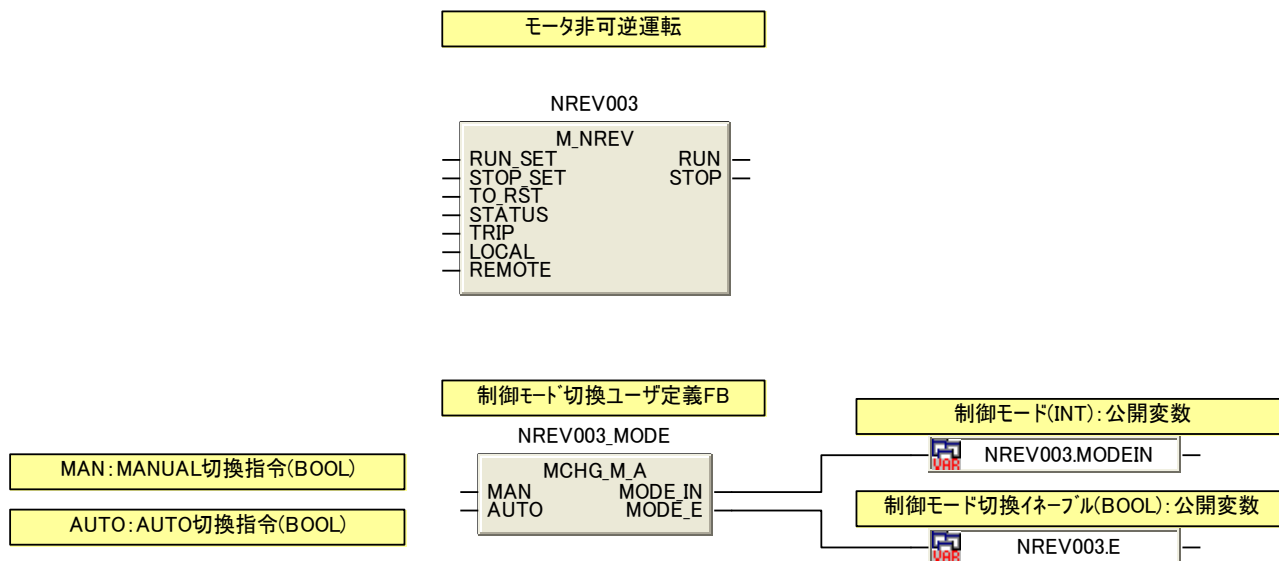 モータ非可逆運転
NREV003
M_NREV
RUN_SET RUN
STOP_SET STOP
TO_RST
STATUS
TRIP
LOCAL
REMOTE
制御ﾓｰﾄﾞ切換ユーザ定義FB
制御モード(INT):公開変数
NREV003_MODE
VAR NREV003.MODEIN
MAN:MANUAL切換指令(BOOL)
MCHG_M_A
MAN MODE_IN
AUTO MODE_E
制御モード切換ｲﾈｰﾌﾞﾙ(BOOL):公開変数
AUTO:AUTO切換指令(BOOL)
VAR NREV003.E